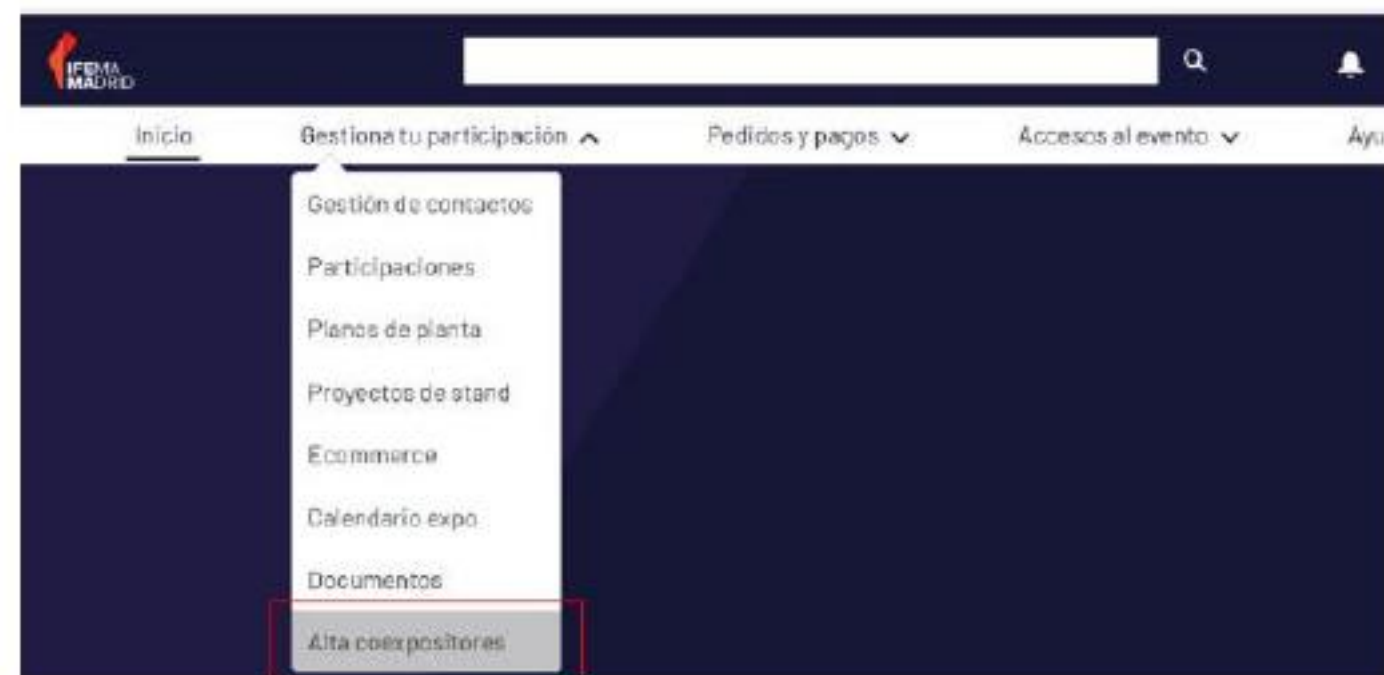 IFEMA
MADRID
Inicio
Gestiona tu participación
Pedidos y pagos
Accesos al evento
Ayu
Gestión de contactos
Participaciones
Planos de planta
Proyectos de stand
Ecommerce
Calendario expo
Documentos
Alta coexpositores